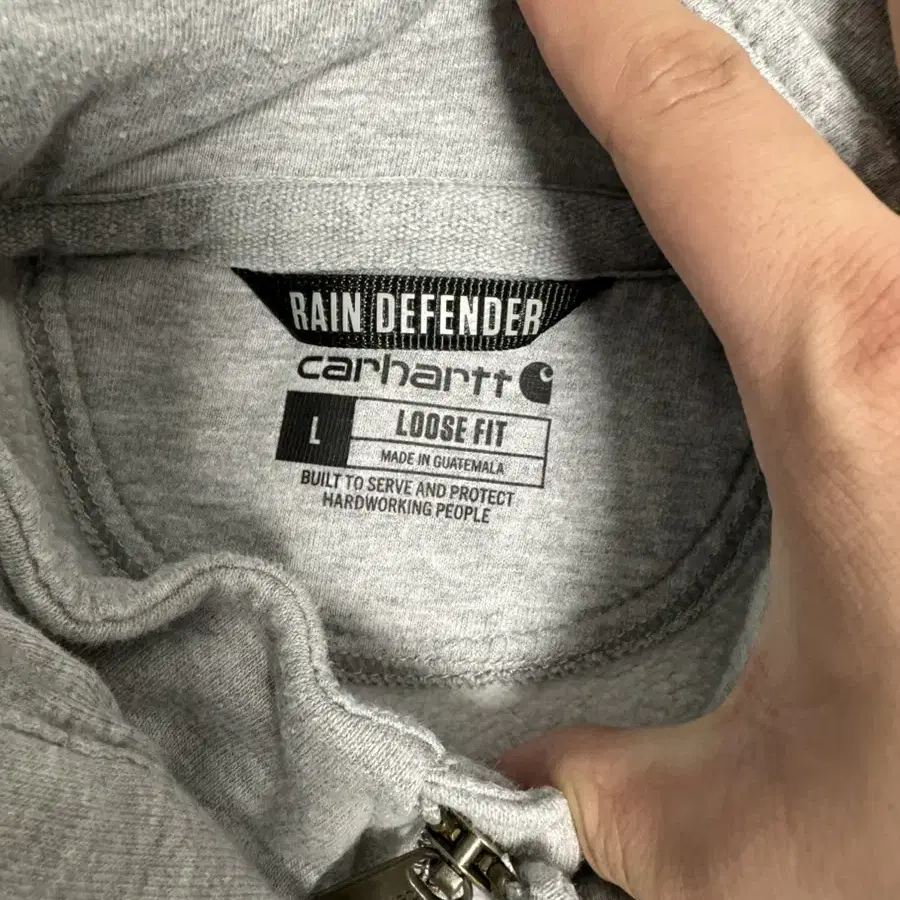 RAIN DEFENDER
carhartt
L
LOOSE FIT
MADE IN GUATEMALA
BUILT TO SERVE AND PROTECT
HARDWORKING PEOPLE